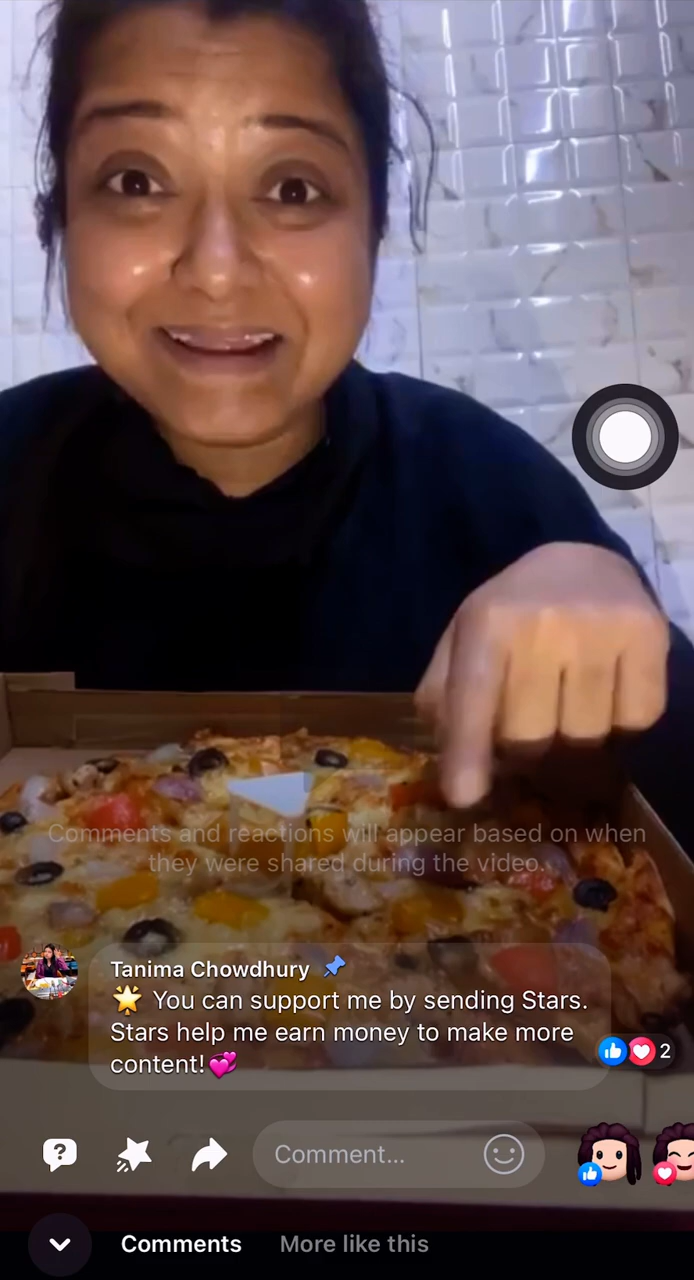 Comments and reactions will appear based on when
they were shared during the video.
Tanima Chowdhury 📌
🌟 You can support me by sending Stars.
Stars help me earn money to make more
content!💞
2
Comment...
Comments More like this